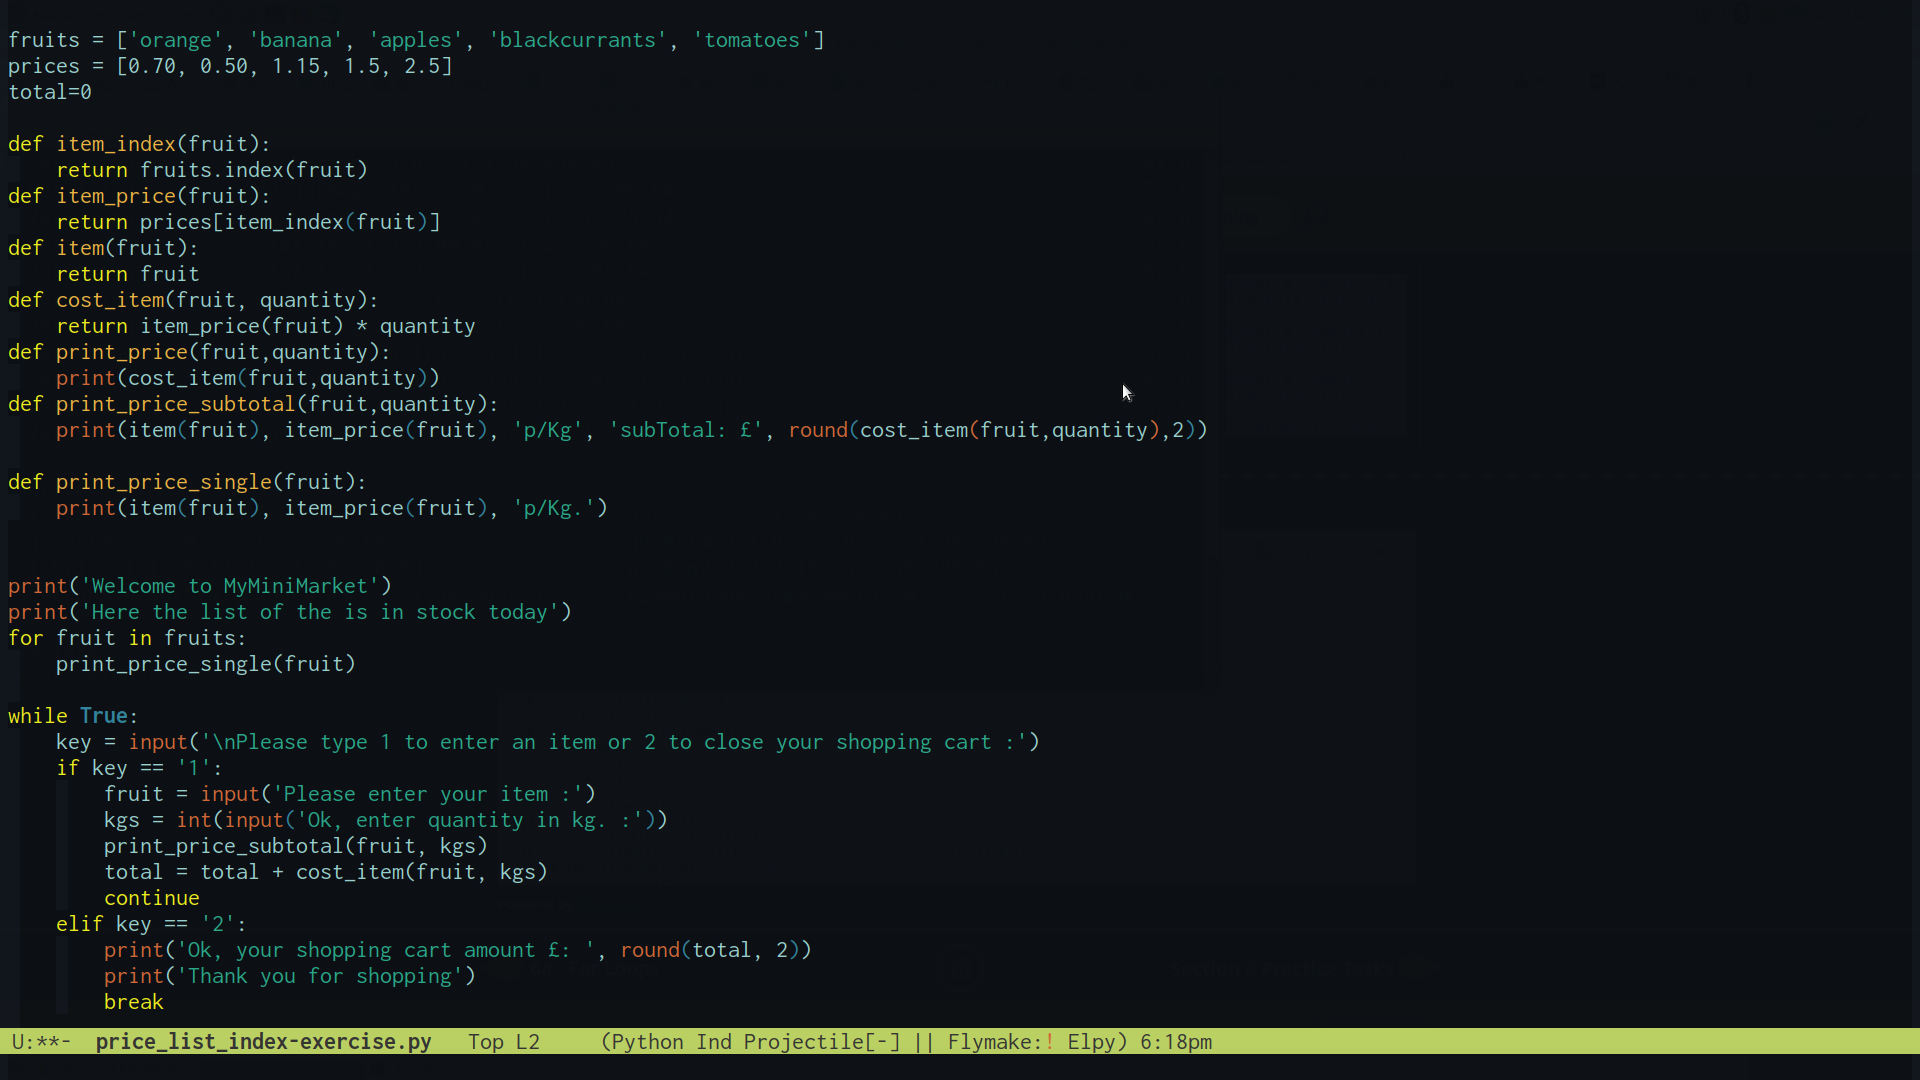 fruits = ['orange', 'banana', 'apples', 'blackcurrants', 'tomatoes']
prices = [0.70, 0.50, 1.15, 1.5, 2.5]
total=0

def item_index(fruit):
    return fruits.index(fruit)
def item_price(fruit):
    return prices[item_index(fruit)]
def item(fruit):
    return fruit
def cost_item(fruit, quantity):
    return item_price(fruit) * quantity
def print_price(fruit,quantity):
    print(cost_item(fruit,quantity))
def print_price_subtotal(fruit,quantity):
    print(item(fruit), item_price(fruit), 'p/Kg', 'subTotal: £', round(cost_item(fruit,quantity),2))

def print_price_single(fruit):
    print(item(fruit), item_price(fruit), 'p/Kg.')


print('Welcome to MyMiniMarket')
print('Here the list of the is in stock today')
for fruit in fruits:
    print_price_single(fruit)

while True:
    key = input('\nPlease type 1 to enter an item or 2 to close your shopping cart :')
    if key == '1':
        fruit = input('Please enter your item :')
        kgs = int(input('Ok, enter quantity in kg. :'))
        print_price_subtotal(fruit, kgs)
        total = total + cost_item(fruit, kgs)
        continue
    elif key == '2':
        print('Ok, your shopping cart amount £: ', round(total, 2))
        print('Thank you for shopping')
        break
U:**-  price_list_index-exercise.py   Top L2     (Python Ind Projectile[-] || Flymake:! Elpy) 6:18pm